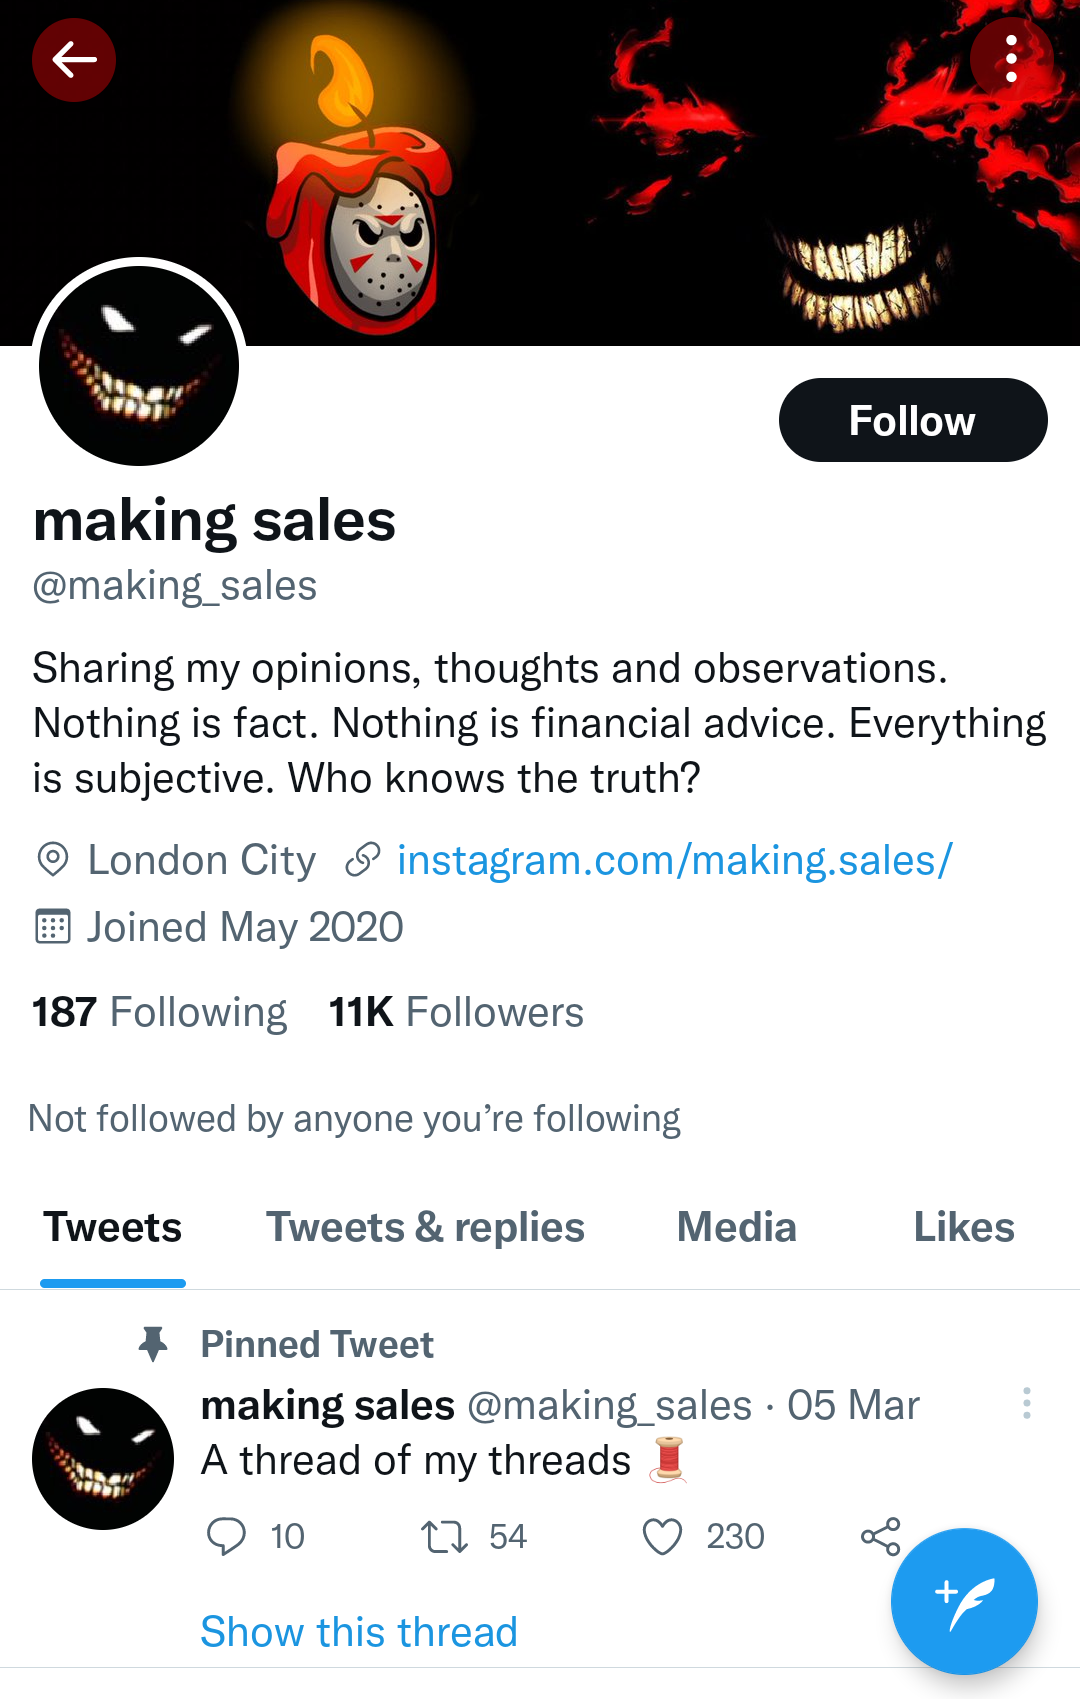 Follow
making sales
@making_sales
Sharing my opinions, thoughts and observations.
Nothing is fact. Nothing is financial advice. Everything
is subjective. Who knows the truth?
London City instagram.com/making.sales/
Joined May 2020
187 Following 11K Followers
Not followed by anyone you’re following
Tweets Tweets & replies Media Likes
Pinned Tweet
making sales @making_sales · 05 Mar
A thread of my threads 🧵
10 54 230
Show this thread